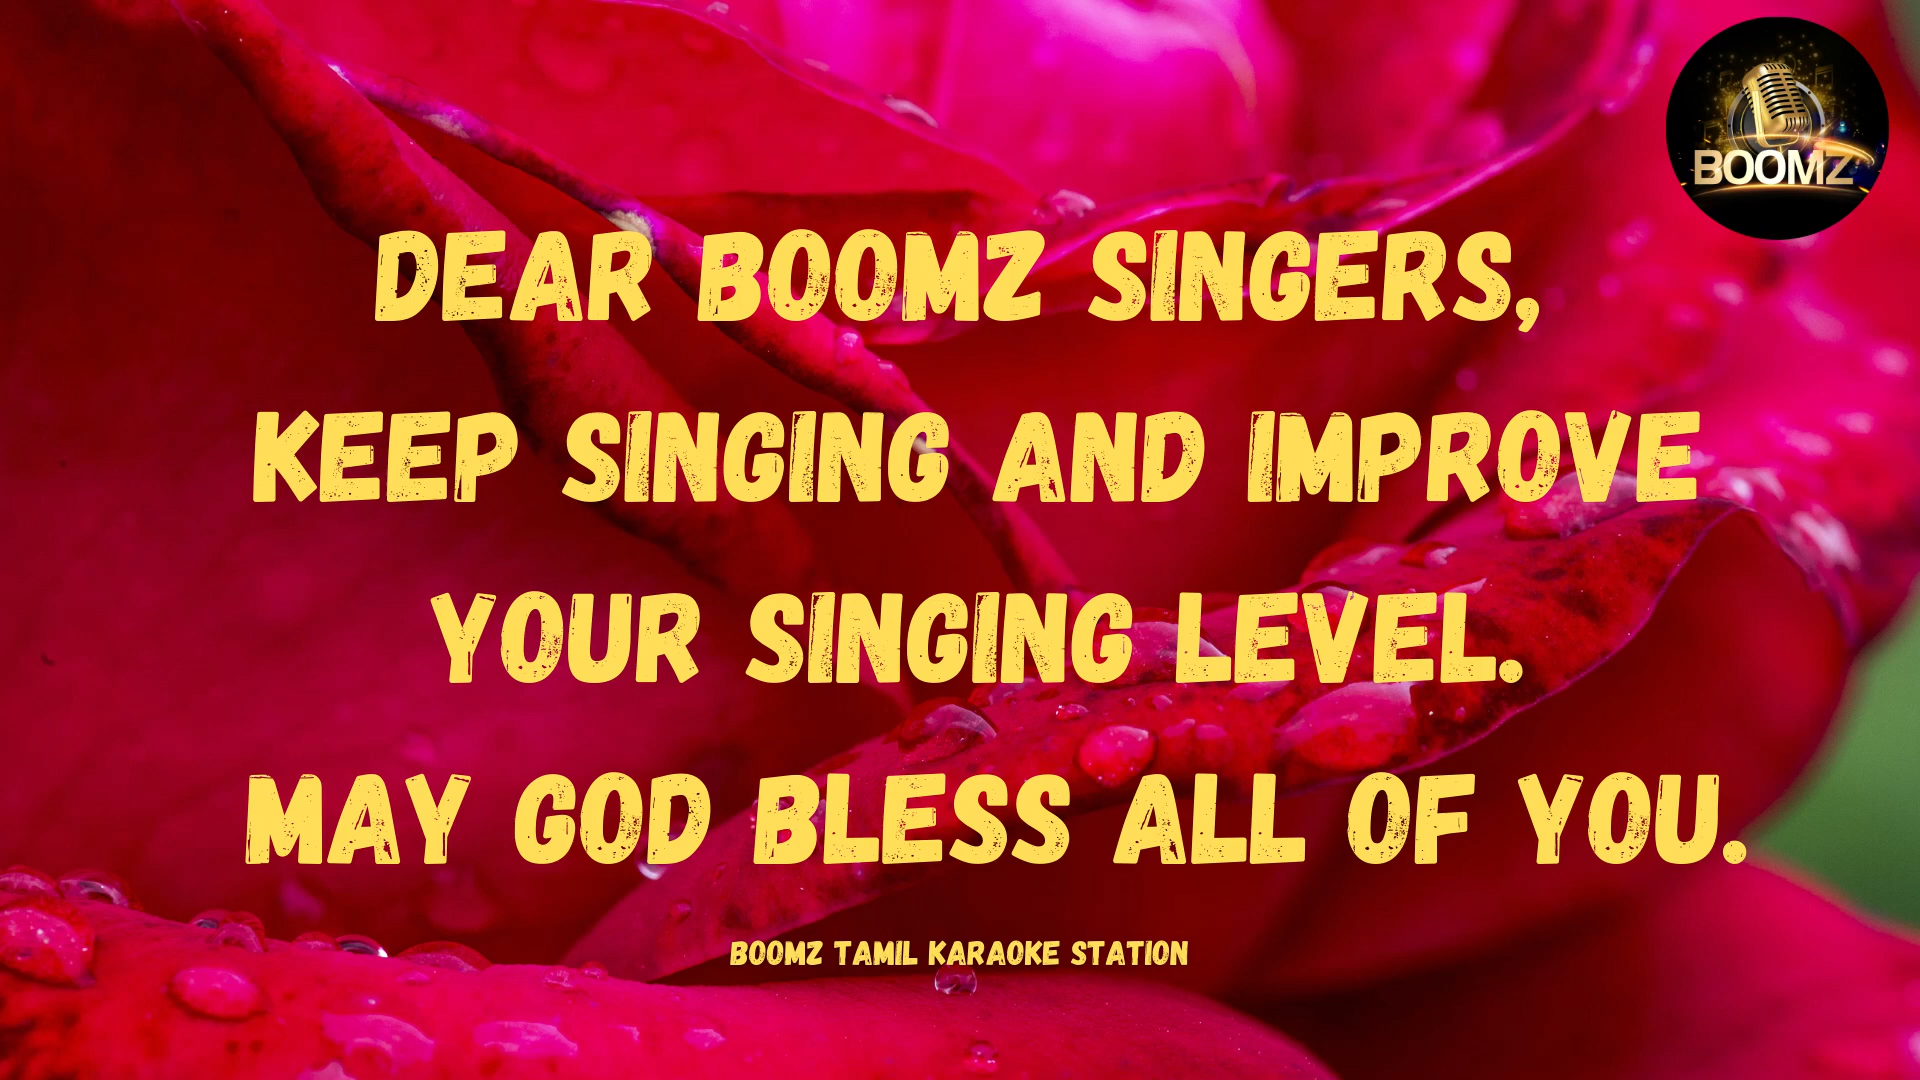 BOOMZ
DEAR BOOMZ SINGERS,
KEEP SINGING AND IMPROVE
YOUR SINGING LEVEL.
MAY GOD BLESS ALL OF YOU.
BOOMZ TAMIL KARAOKE STATION